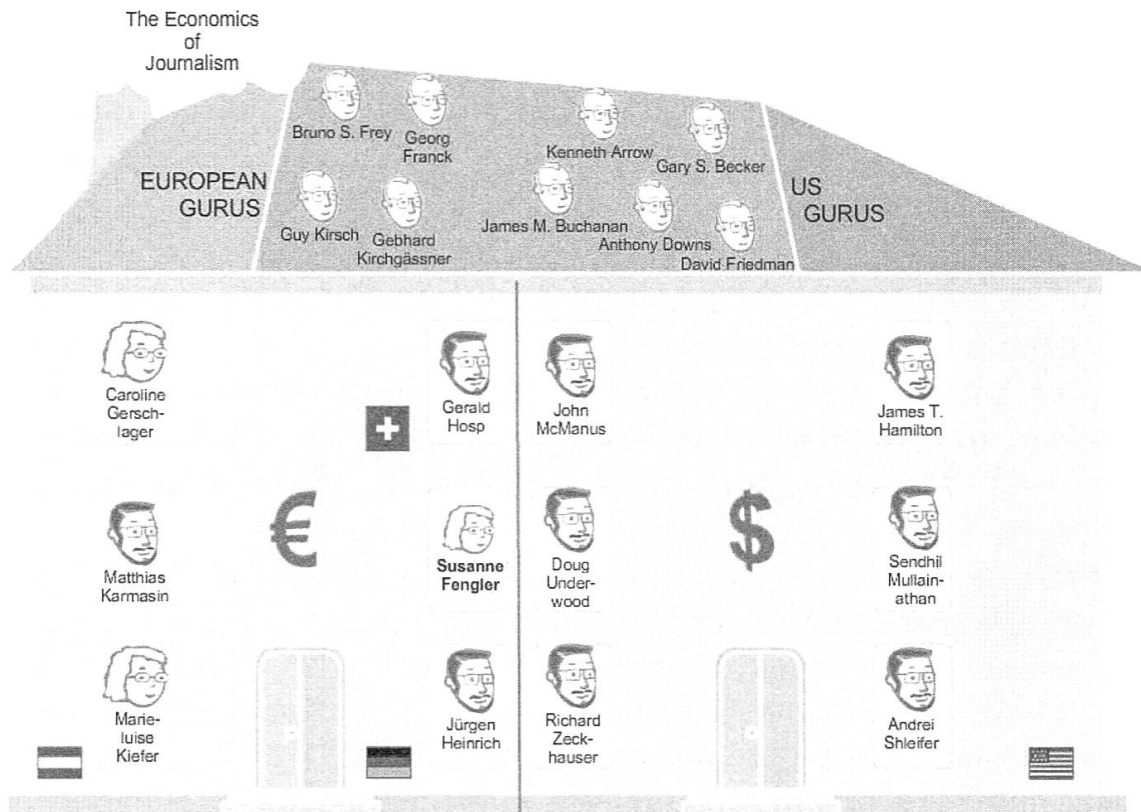 The Economics
of
Journalism
EUROPEAN
GURUS
Bruno S. Frey
Georg
Franck
Guy Kirsch
Gebhard
Kirchgässner
Kenneth Arrow
Gary S. Becker
James M. Buchanan
Anthony Downs
David Friedman
US
GURUS
Caroline
Gersch-
lager
Gerald
Hosp
John
McManus
James T.
Hamilton
Matthias
Karmasin
€
Susanne
Fengler
Doug
Under-
wood
$
Sendhil
Mullain-
athan
Marie-
luise
Kiefer
Jürgen
Heinrich
Richard
Zeck-
hauser
Andrei
Shleifer